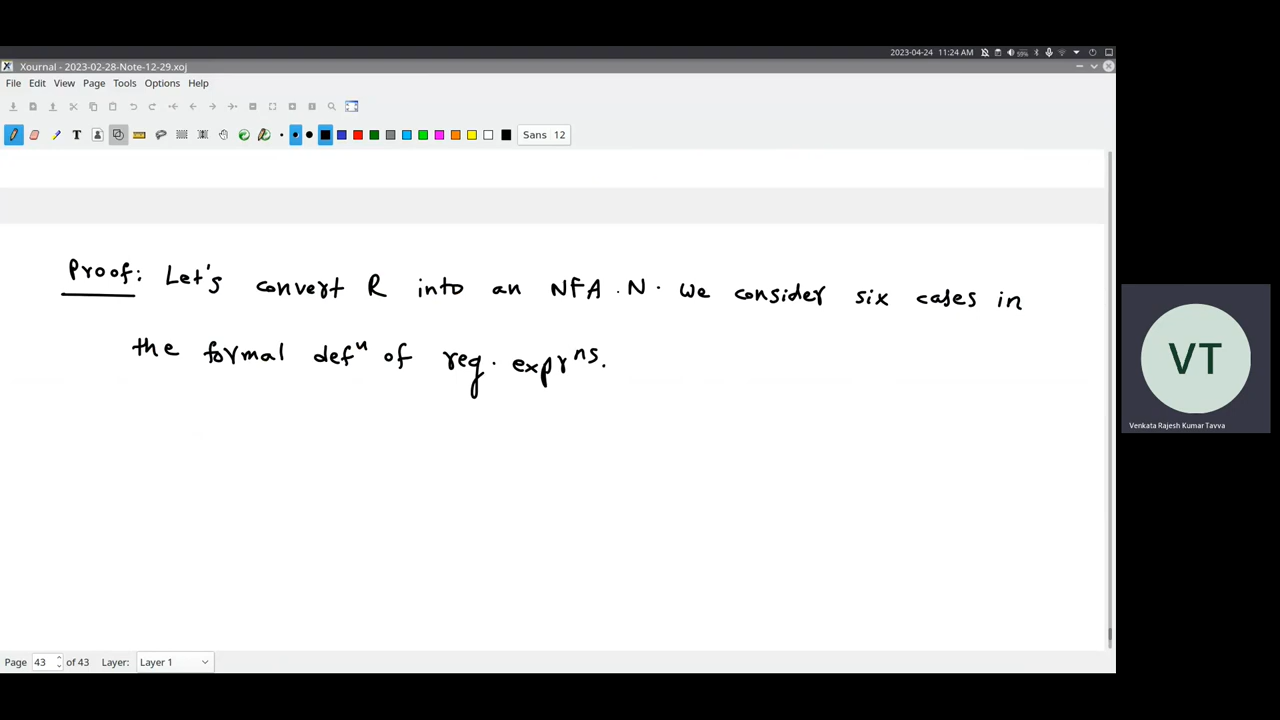 2023-04-24 11:24 AM
Xournal - 2023-02-28-Note-12-29.xoj
File Edit View Page Tools Options Help
Sans 12
Proof: Let's convert R into an NFA N. We consider six cases in
the formal defⁿ of reg. exprⁿˢ.
VT
Venkata Rajesh Kumar Tavva
Page 43 of 43 Layer: Layer 1